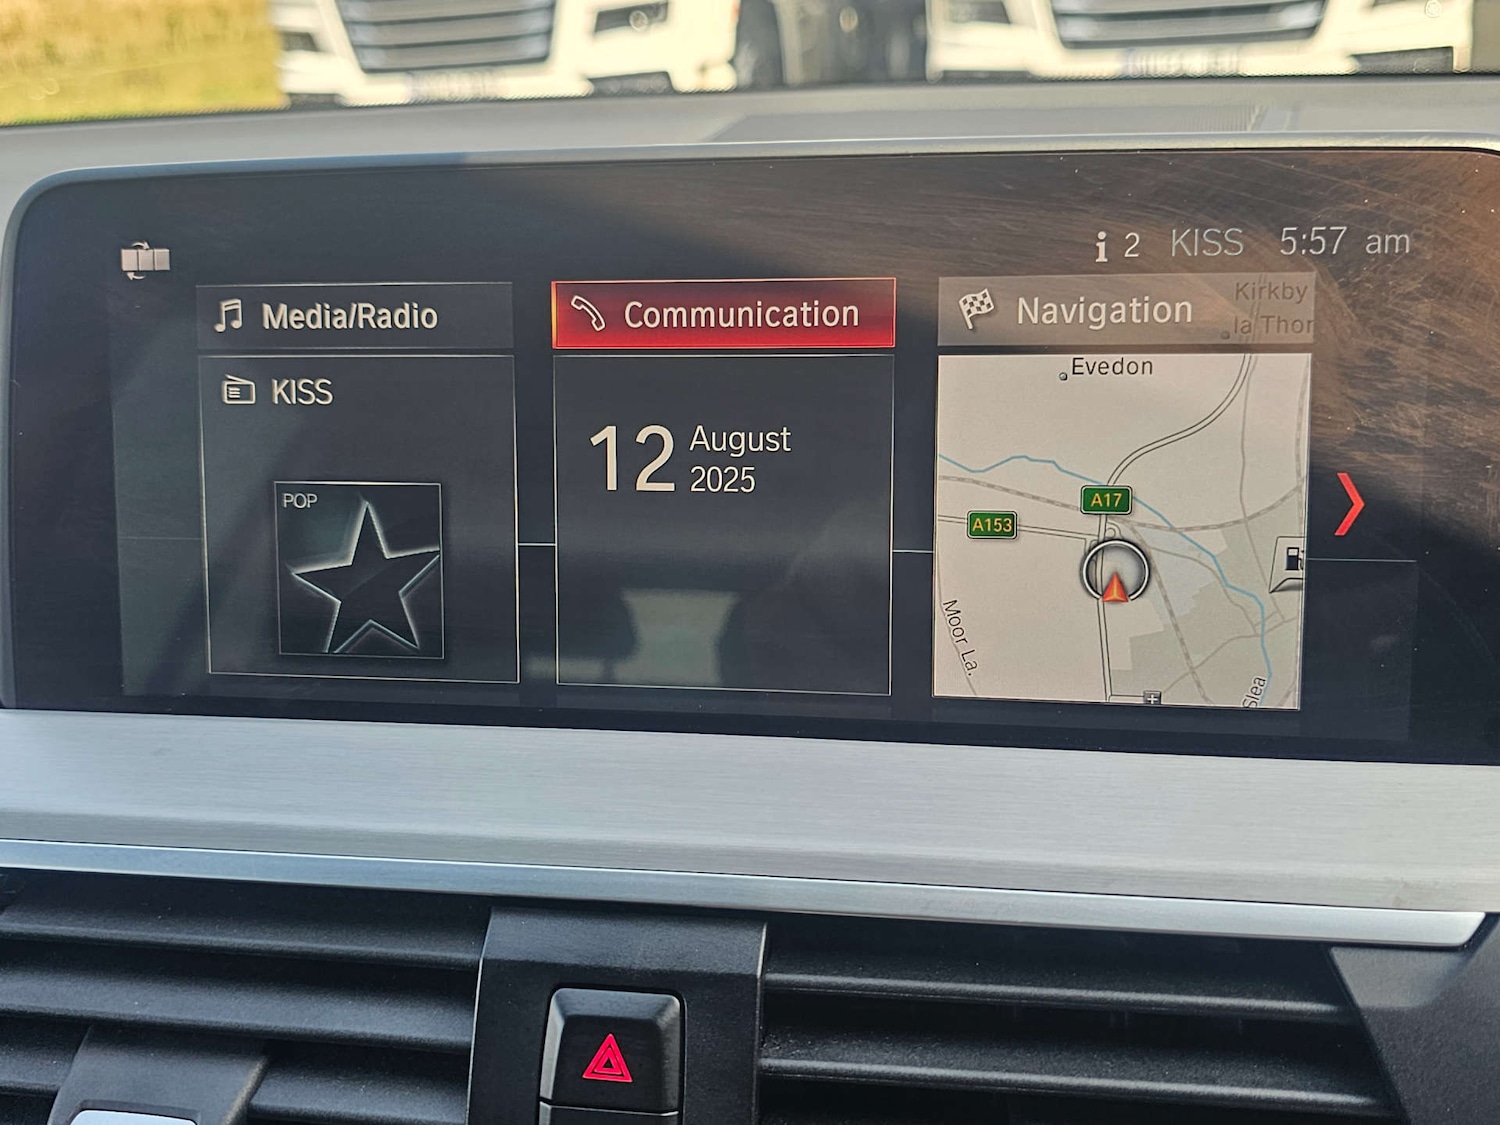 i 2 KISS 5:57 am
Media/Radio
Communication
Navigation
Kirkby
la Thor
KISS
POP
12 August
2025
Evedon
A17
A153
Moor La.
Slea